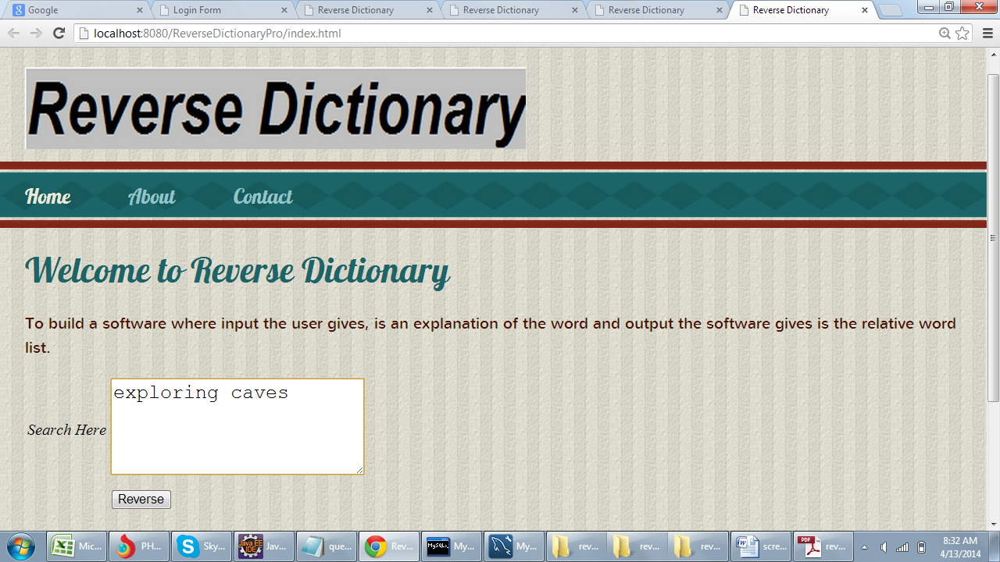 Google
Login Form
Reverse Dictionary
Reverse Dictionary
Reverse Dictionary
Reverse Dictionary
localhost:8080/ReverseDictionaryPro/index.html
Reverse Dictionary
Home About Contact
Welcome to Reverse Dictionary
To build a software where input the user gives, is an explanation of the word and output the software gives is the relative word
list.
exploring caves
Search Here
Reverse
Mic... PH... Sky... Jav... que... Rev... My... My... rev... rev... rev... scre... rev...
8:32 AM
4/13/2014